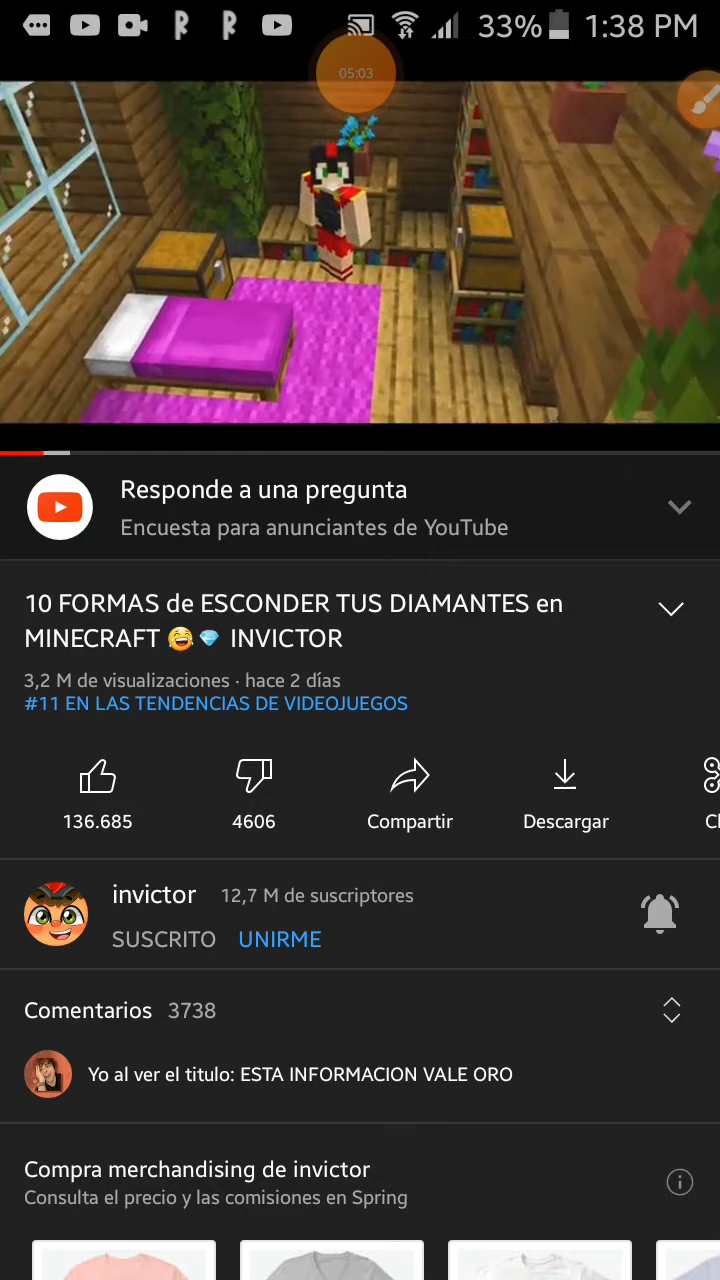 33% 1:38 PM
05:03
Responde a una pregunta
Encuesta para anunciantes de YouTube
10 FORMAS de ESCONDER TUS DIAMANTES en
MINECRAFT 😂💎 INVICTOR
3,2 M de visualizaciones · hace 2 días
#11 EN LAS TENDENCIAS DE VIDEOJUEGOS
136.685 4606 Compartir Descargar
invictor 12,7 M de suscriptores
SUSCRITO UNIRME
Comentarios 3738
Yo al ver el titulo: ESTA INFORMACION VALE ORO
Compra merchandising de invictor
Consulta el precio y las comisiones en Spring